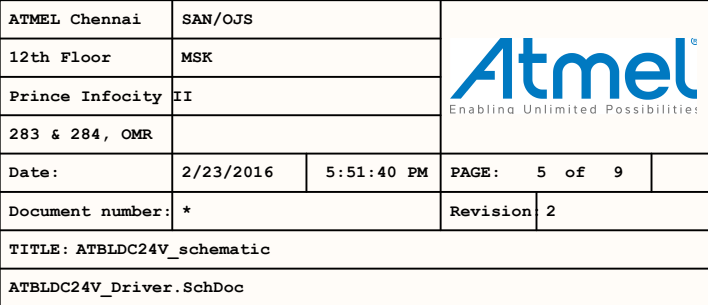 ATMEL Chennai SAN/OJS
12th Floor MSK
Prince Infocity II
Atmel®
Enabling Unlimited Possibilities
283 & 284, OMR
Date: 2/23/2016 5:51:40 PM PAGE: 5 of 9
Document number: * Revision: 2
TITLE: ATBLDC24V_schematic
ATBLDC24V_Driver.SchDoc